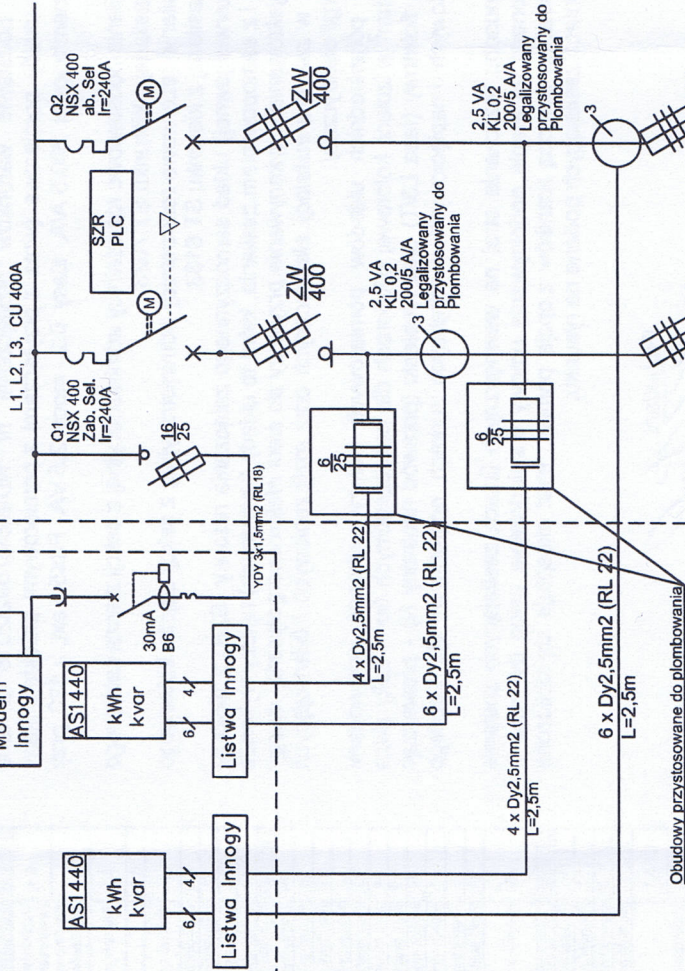 L1, L2, L3, CU 400A
Q2
NSX 400
ab. Sel
Ir=240A
M
SZR
PLC
M
Q1
NSX 400
Zab. Sel.
Ir=240A
ZW
400
ZW
400
16
25
2,5 VA
KL 0,2
200/5 A/A
Legalizowany
przystosowany do
Plombowania
3
2,5 VA
KL 0,2
200/5 A/A
Legalizowany
przystosowany do
Plombowania
3
6
25
6
25
YDY 3x1,5mm2 (RL18)
Innogy
30mA
B6
AS1440
kWh
kvar
6
4
Listwa Innogy
AS1440
kWh
kvar
6
4
Listwa Innogy
4 x Dy2,5mm2 (RL 22)
L=2,5m
6 x Dy2,5mm2 (RL 22)
L=2,5m
4 x Dy2,5mm2 (RL 22)
L=2,5m
6 x Dy2,5mm2 (RL 22)
L=2,5m
Obudowy przystosowane do plombowania